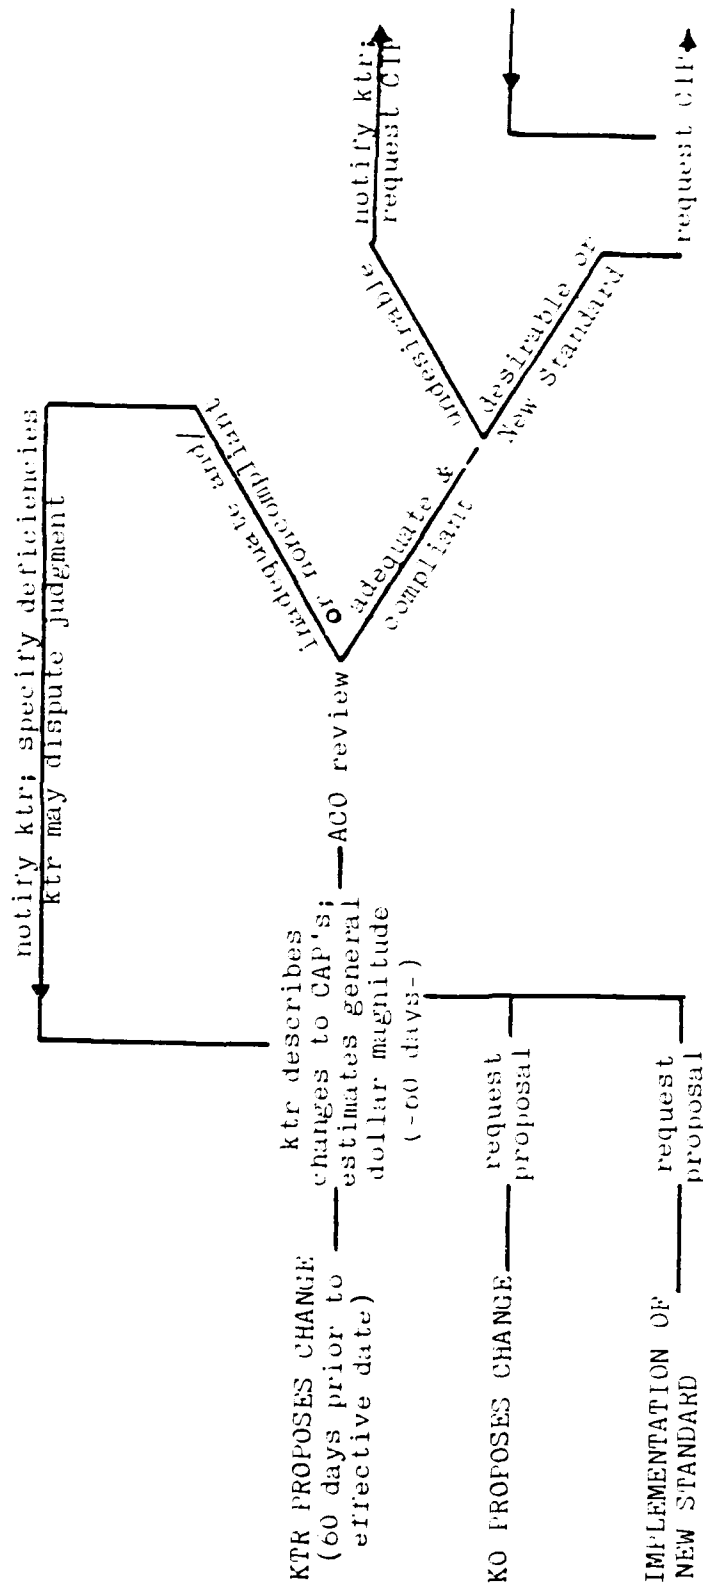 notify ktr; specify deficiencies
ktr may dispute judgment
KTR PROPOSES CHANGE
(60 days prior to
effective date)
ktr describes
changes to CAP's;
estimates general
dollar magnitude
(-60 days-)
ACO review
inadequate and/
or noncompliant
adequate &
compliant
undesirable
notify ktr;
request CIP
desirable or
New Standard
request CIP
KO PROPOSES CHANGE
request
proposal
IMPLEMENTATION OF
NEW STANDARD
request
proposal